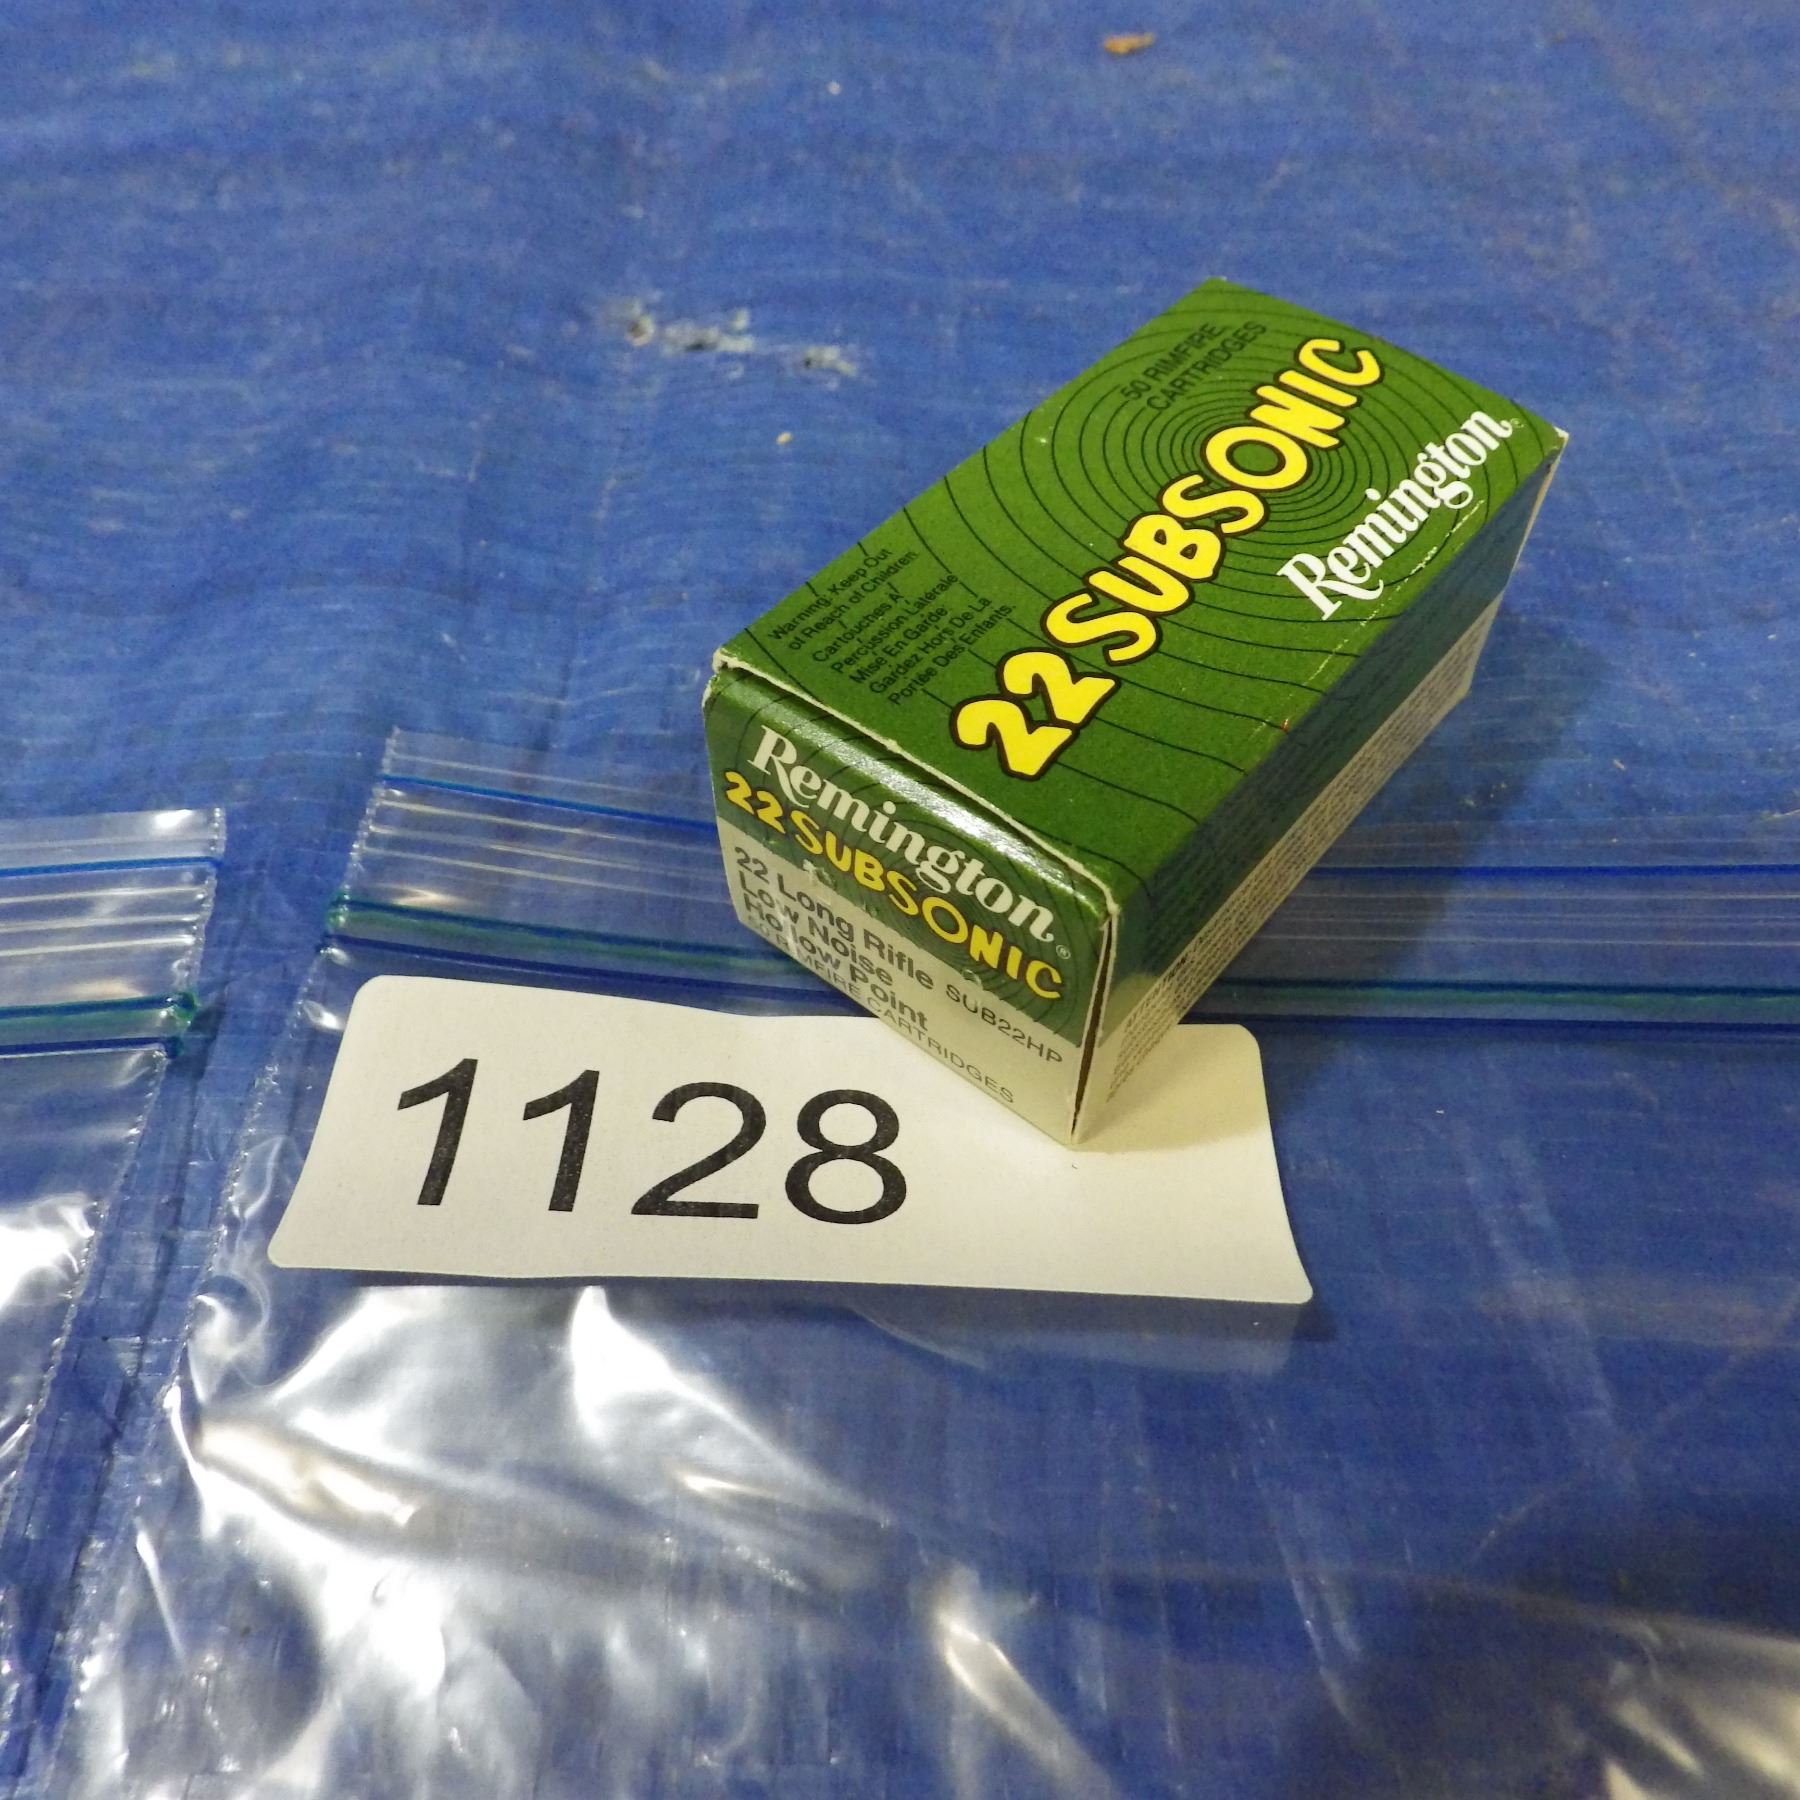 50 RIMFIRE
CARTRIDGES
22 SUBSONIC
Remington
Warning: Keep Out
of Reach of Children
Cartouches À
Percussion Latérale
Mise En Garde:
Gardez Hors De La
Portée Des Enfants.
Remington®
22 SUBSONIC
22 Long Rifle SUB22HP
Low Noise
Hollow Point
50 RIMFIRE CARTRIDGES
1128